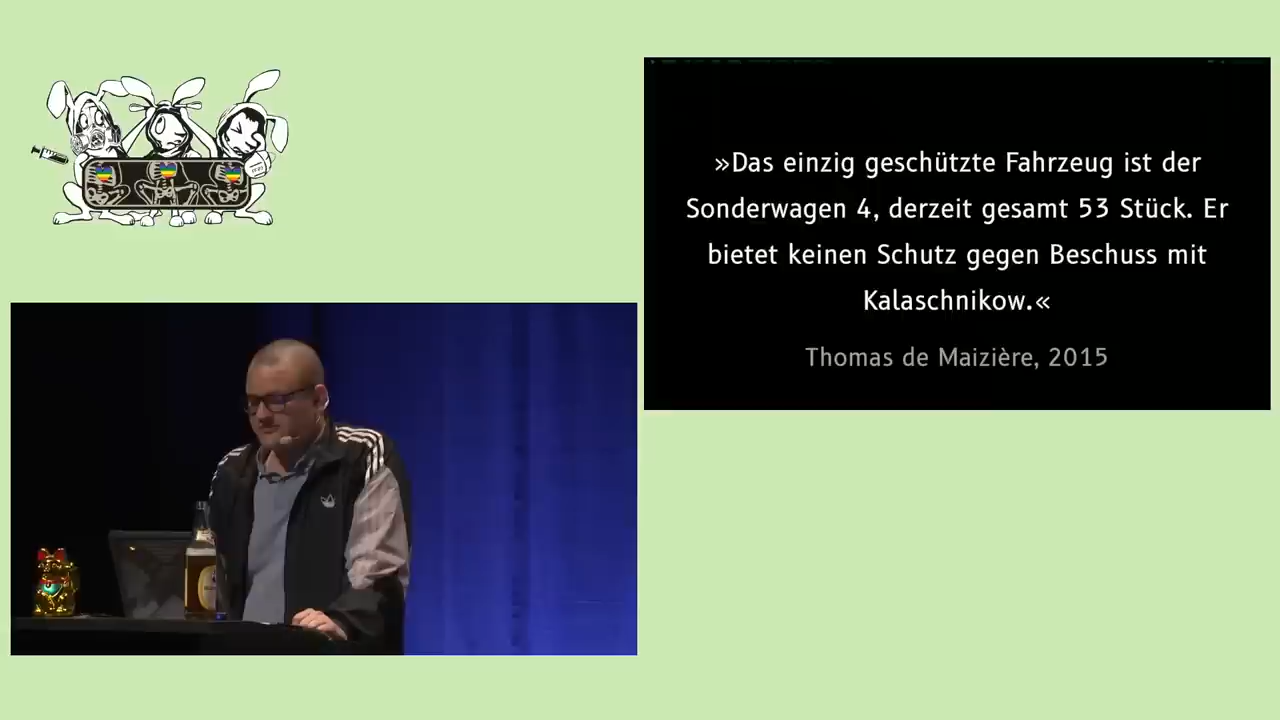 »Das einzig geschützte Fahrzeug ist der
Sonderwagen 4, derzeit gesamt 53 Stück. Er
bietet keinen Schutz gegen Beschuss mit
Kalaschnikow.«
Thomas de Maizière, 2015